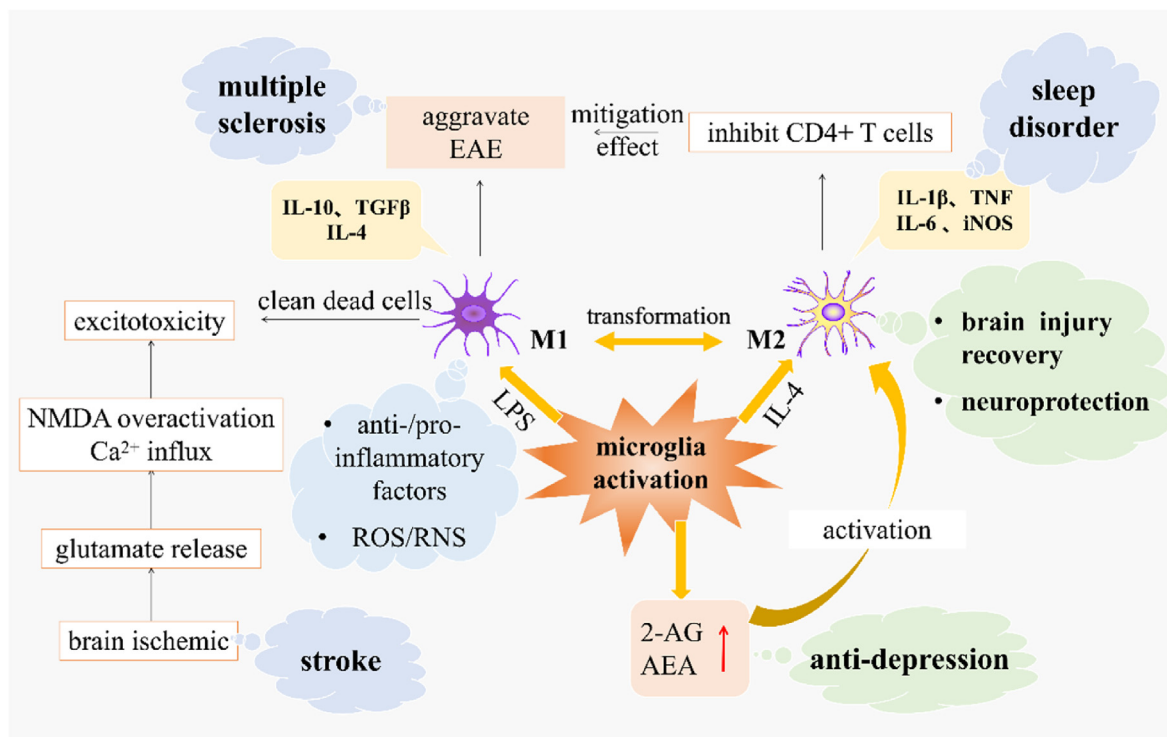 multiple
sclerosis
aggravate
EAE
mitigation
effect
inhibit CD4+ T cells
sleep
disorder
IL-10、TGFβ
IL-4
IL-1β、TNF
IL-6 、iNOS
clean dead cells
excitotoxicity
M1
transformation
M2
• brain injury
recovery
• neuroprotection
LPS
IL-4
NMDA overactivation
Ca²⁺ influx
• anti-/pro-
inflammatory
factors
• ROS/RNS
microglia
activation
activation
glutamate release
brain ischemic
stroke
2-AG
AEA
anti-depression